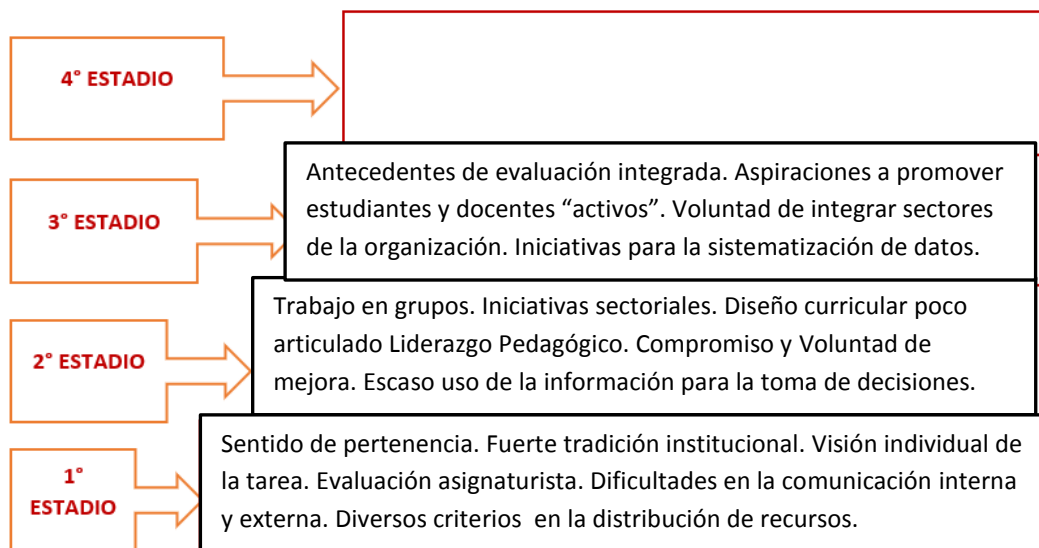 4° ESTADIO
3° ESTADIO
Antecedentes de evaluación integrada. Aspiraciones a promover
estudiantes y docentes “activos”. Voluntad de integrar sectores
de la organización. Iniciativas para la sistematización de datos.
2° ESTADIO
Trabajo en grupos. Iniciativas sectoriales. Diseño curricular poco
articulado Liderazgo Pedagógico. Compromiso y Voluntad de
mejora. Escaso uso de la información para la toma de decisiones.
1°
ESTADIO
Sentido de pertenencia. Fuerte tradición institucional. Visión individual de
la tarea. Evaluación asignaturista. Dificultades en la comunicación interna
y externa. Diversos criterios  en la distribución de recursos.